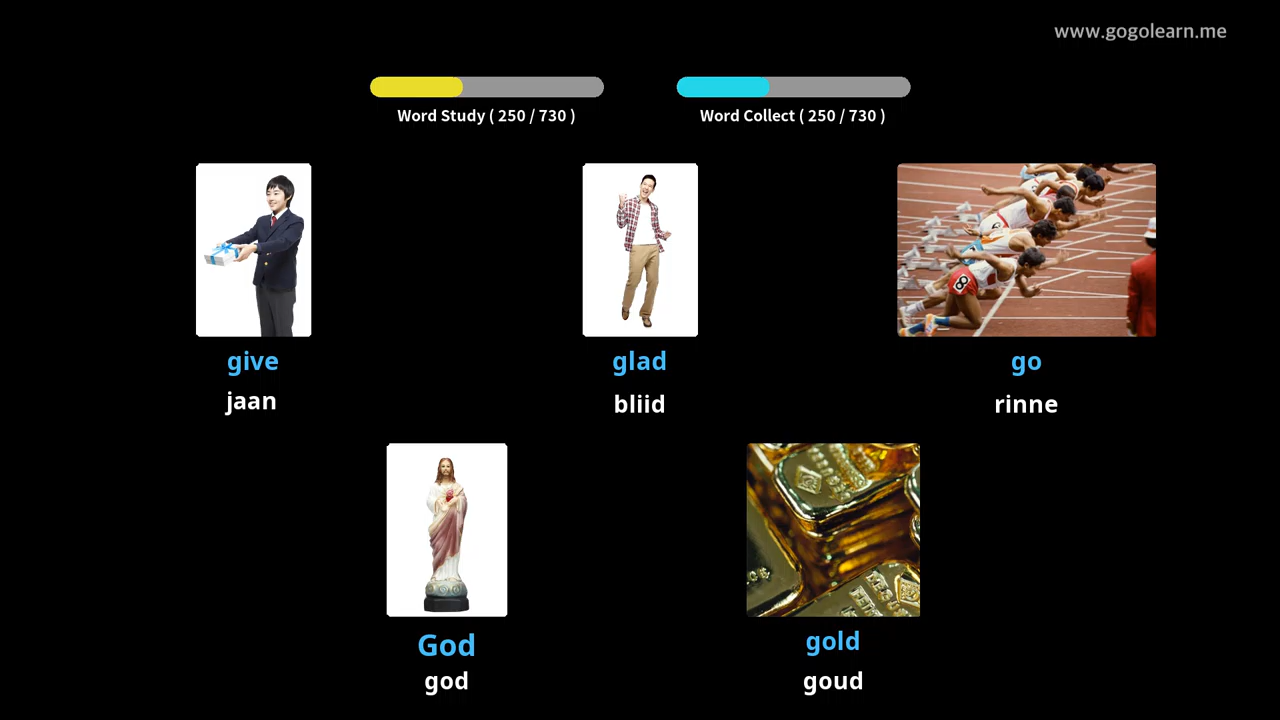 www.gogolearn.me
Word Study ( 250 / 730 )
Word Collect ( 250 / 730 )
give
jaan
glad
bliid
go
rinne
God
god
gold
goud